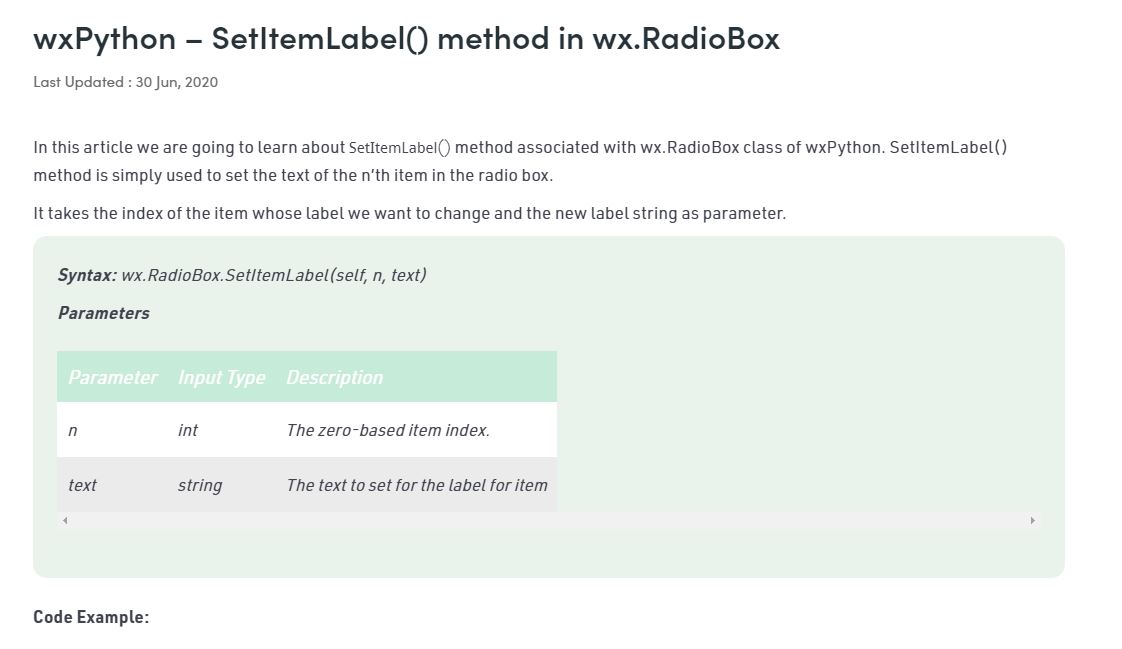 wxPython – SetItemLabel() method in wx.RadioBox
Last Updated : 30 Jun, 2020
In this article we are going to learn about SetItemLabel() method associated with wx.RadioBox class of wxPython. SetItemLabel()
method is simply used to set the text of the n’th item in the radio box.
It takes the index of the item whose label we want to change and the new label string as parameter.
Syntax: wx.RadioBox.SetItemLabel(self, n, text)
Parameters
Parameter Input Type Description
n int The zero-based item index.
text string The text to set for the label for item
Code Example: